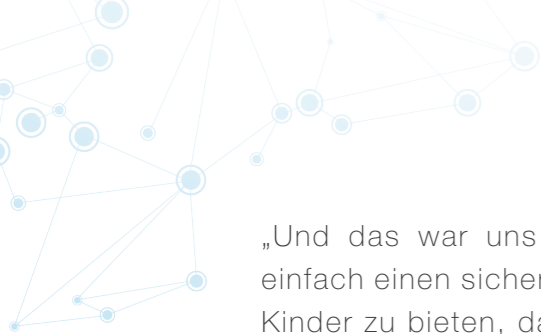 „Und das war uns
einfach einen sicher
Kinder zu bieten, da